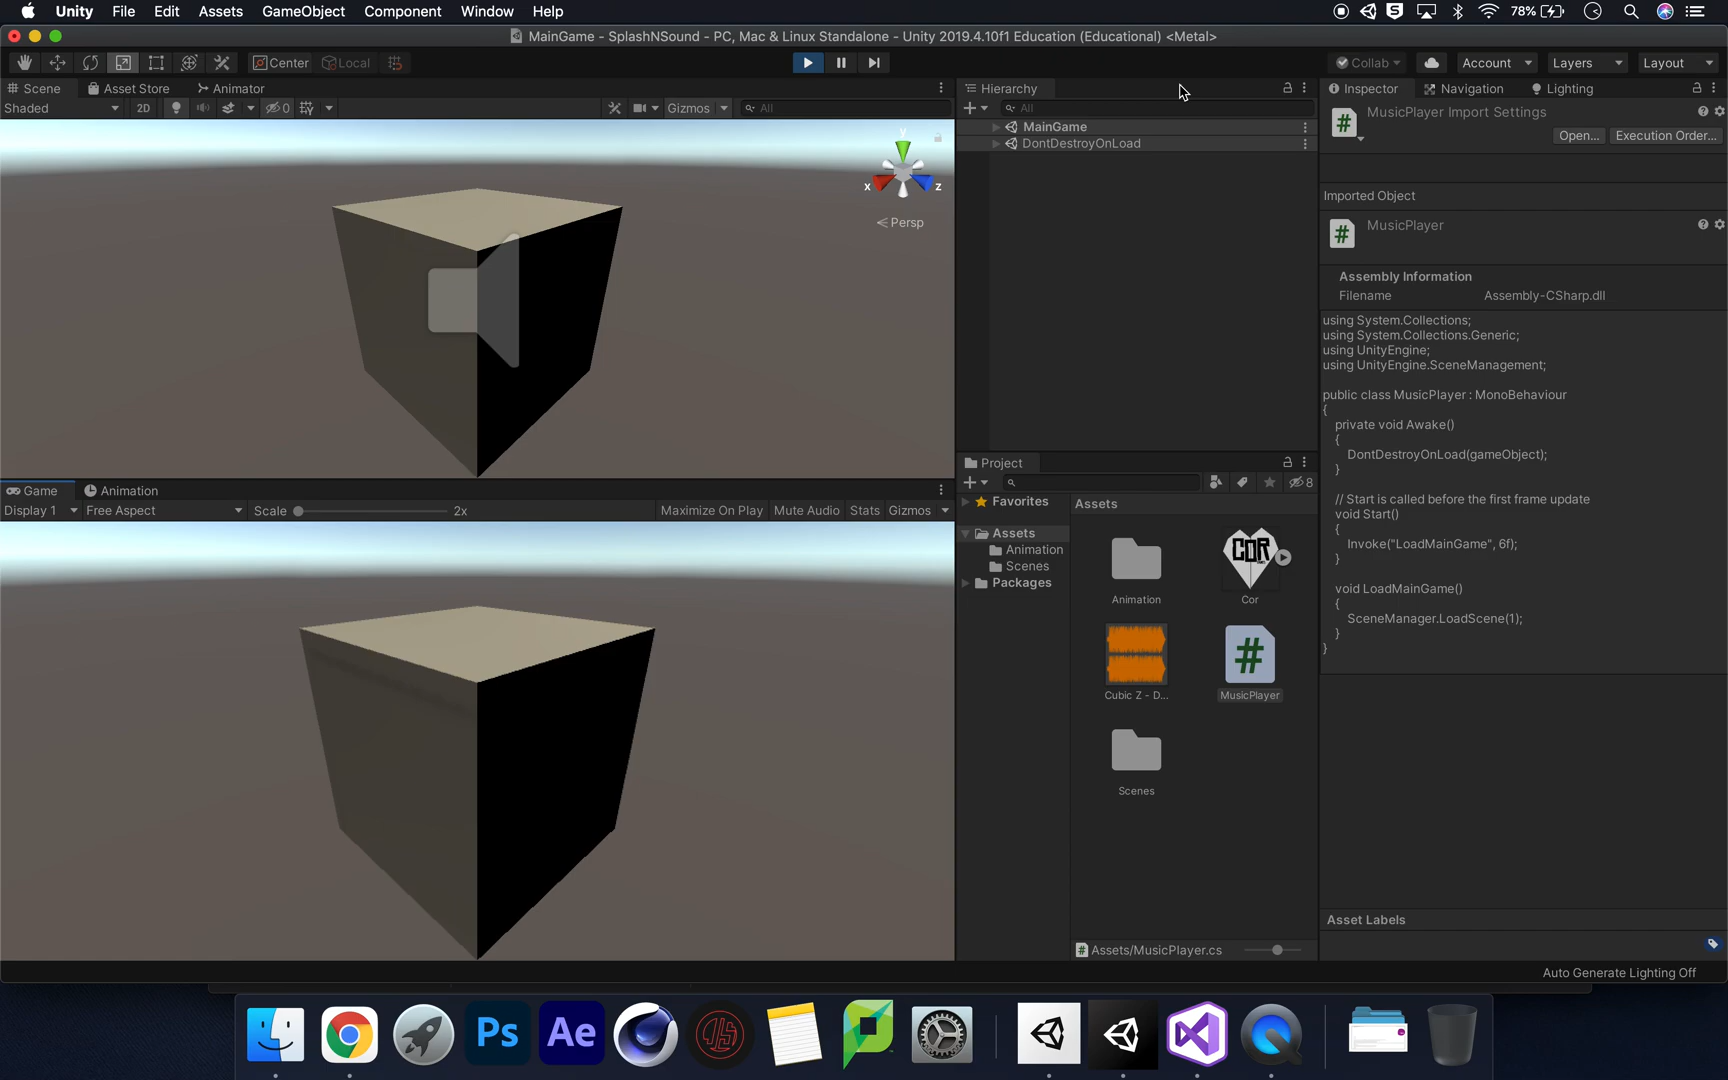 Unity File Edit Assets GameObject Component Window Help 78%
MainGame - SplashNSound - PC, Mac & Linux Standalone - Unity 2019.4.10f1 Education (Educational) <Metal>
Center Local Collab Account Layers Layout
Scene Asset Store Animator
Shaded 2D 0 Gizmos All
y
x z
Persp
Hierarchy
All
MainGame
DontDestroyOnLoad
Inspector Navigation Lighting
# MusicPlayer Import Settings
Open... Execution Order...
Imported Object
# MusicPlayer
Assembly Information
Filename Assembly-CSharp.dll
using System.Collections;
using System.Collections.Generic;
using UnityEngine;
using UnityEngine.SceneManagement;
public class MusicPlayer : MonoBehaviour
{
private void Awake()
{
DontDestroyOnLoad(gameObject);
}
// Start is called before the first frame update
void Start()
{
Invoke("LoadMainGame", 6f);
}
void LoadMainGame()
{
SceneManager.LoadScene(1);
}
}
Asset Labels
Game Animation
Display 1 Free Aspect Scale 2x Maximize On Play Mute Audio Stats Gizmos
Project
8
Favorites
Assets
Animation
Scenes
Packages
Assets
Animation
COR
Cor
Cubic Z - D...
#
MusicPlayer
Scenes
Assets/MusicPlayer.cs
Auto Generate Lighting Off
Ps Ae